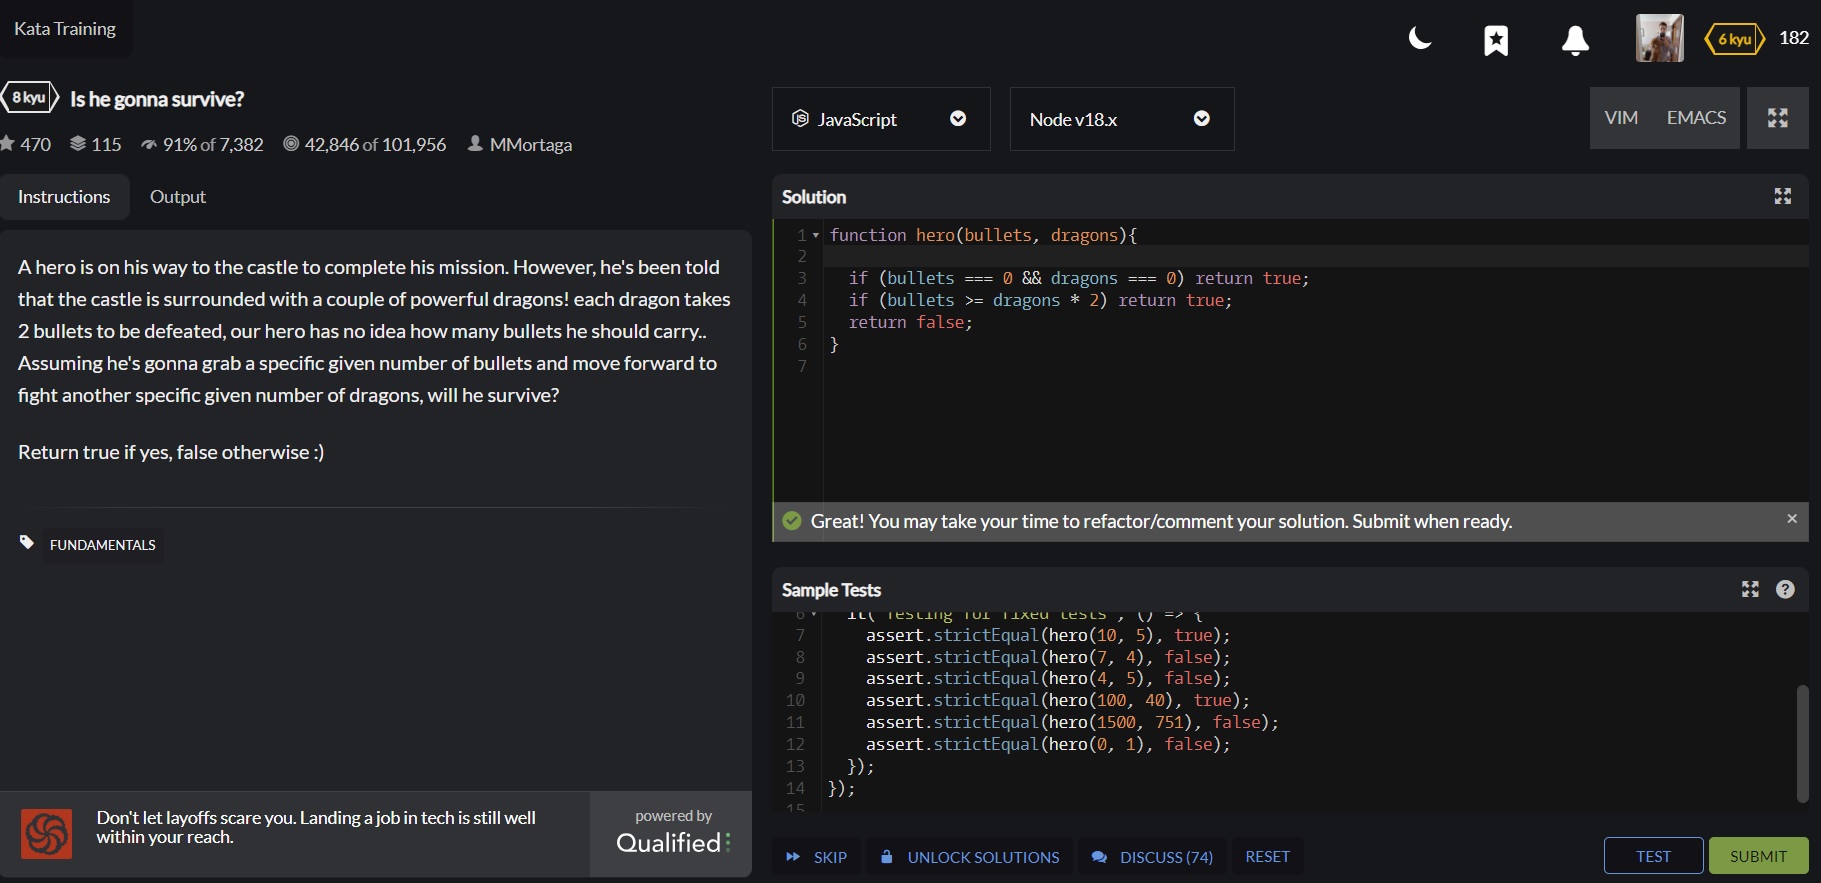 Kata Training
6 kyu 182
8 kyu Is he gonna survive?
470 115 91% of 7,382 42,846 of 101,956 MMortaga
JavaScript Node v18.x VIM EMACS
Instructions Output
A hero is on his way to the castle to complete his mission. However, he's been told
that the castle is surrounded with a couple of powerful dragons! each dragon takes
2 bullets to be defeated, our hero has no idea how many bullets he should carry..
Assuming he's gonna grab a specific given number of bullets and move forward to
fight another specific given number of dragons, will he survive?
Return true if yes, false otherwise :)
FUNDAMENTALS
Don't let layoffs scare you. Landing a job in tech is still well
within your reach.
powered by
Qualified
Solution
1 function hero(bullets, dragons){
2
3 if (bullets === 0 && dragons === 0) return true;
4 if (bullets >= dragons * 2) return true;
5 return false;
6 }
7
Great! You may take your time to refactor/comment your solution. Submit when ready.
Sample Tests ?
6 it("Testing for fixed tests", () => {
7 assert.strictEqual(hero(10, 5), true);
8 assert.strictEqual(hero(7, 4), false);
9 assert.strictEqual(hero(4, 5), false);
10 assert.strictEqual(hero(100, 40), true);
11 assert.strictEqual(hero(1500, 751), false);
12 assert.strictEqual(hero(0, 1), false);
13 });
14 });
15
SKIP UNLOCK SOLUTIONS DISCUSS (74) RESET TEST SUBMIT